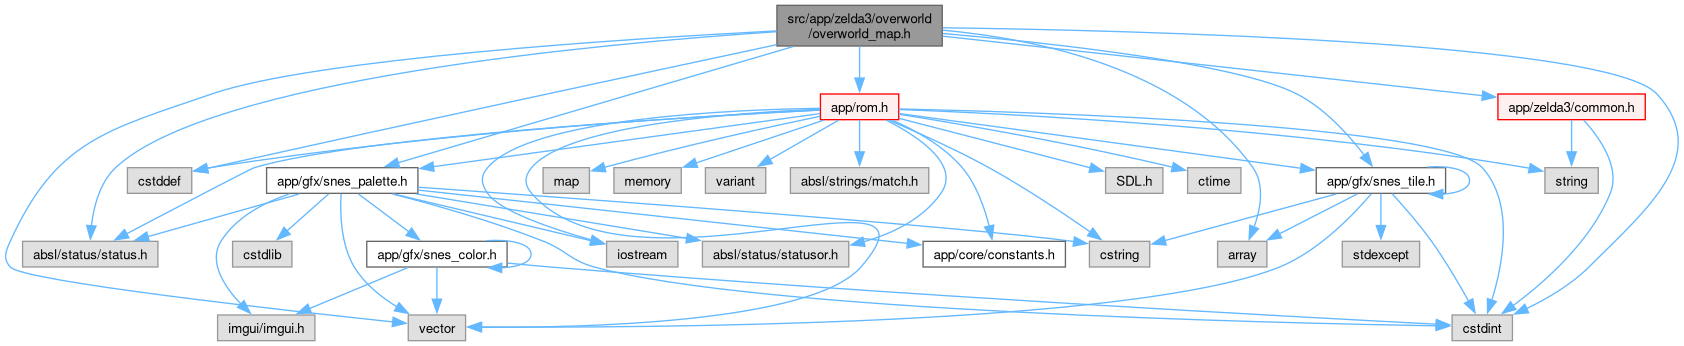 src/app/zelda3/overworld
/overworld_map.h
app/rom.h
app/zelda3/common.h
cstddef
app/gfx/snes_palette.h
map
memory
variant
absl/strings/match.h
SDL.h
ctime
app/gfx/snes_tile.h
string
absl/status/status.h
cstdlib
app/gfx/snes_color.h
iostream
absl/status/statusor.h
app/core/constants.h
cstring
array
stdexcept
imgui/imgui.h
vector
cstdint